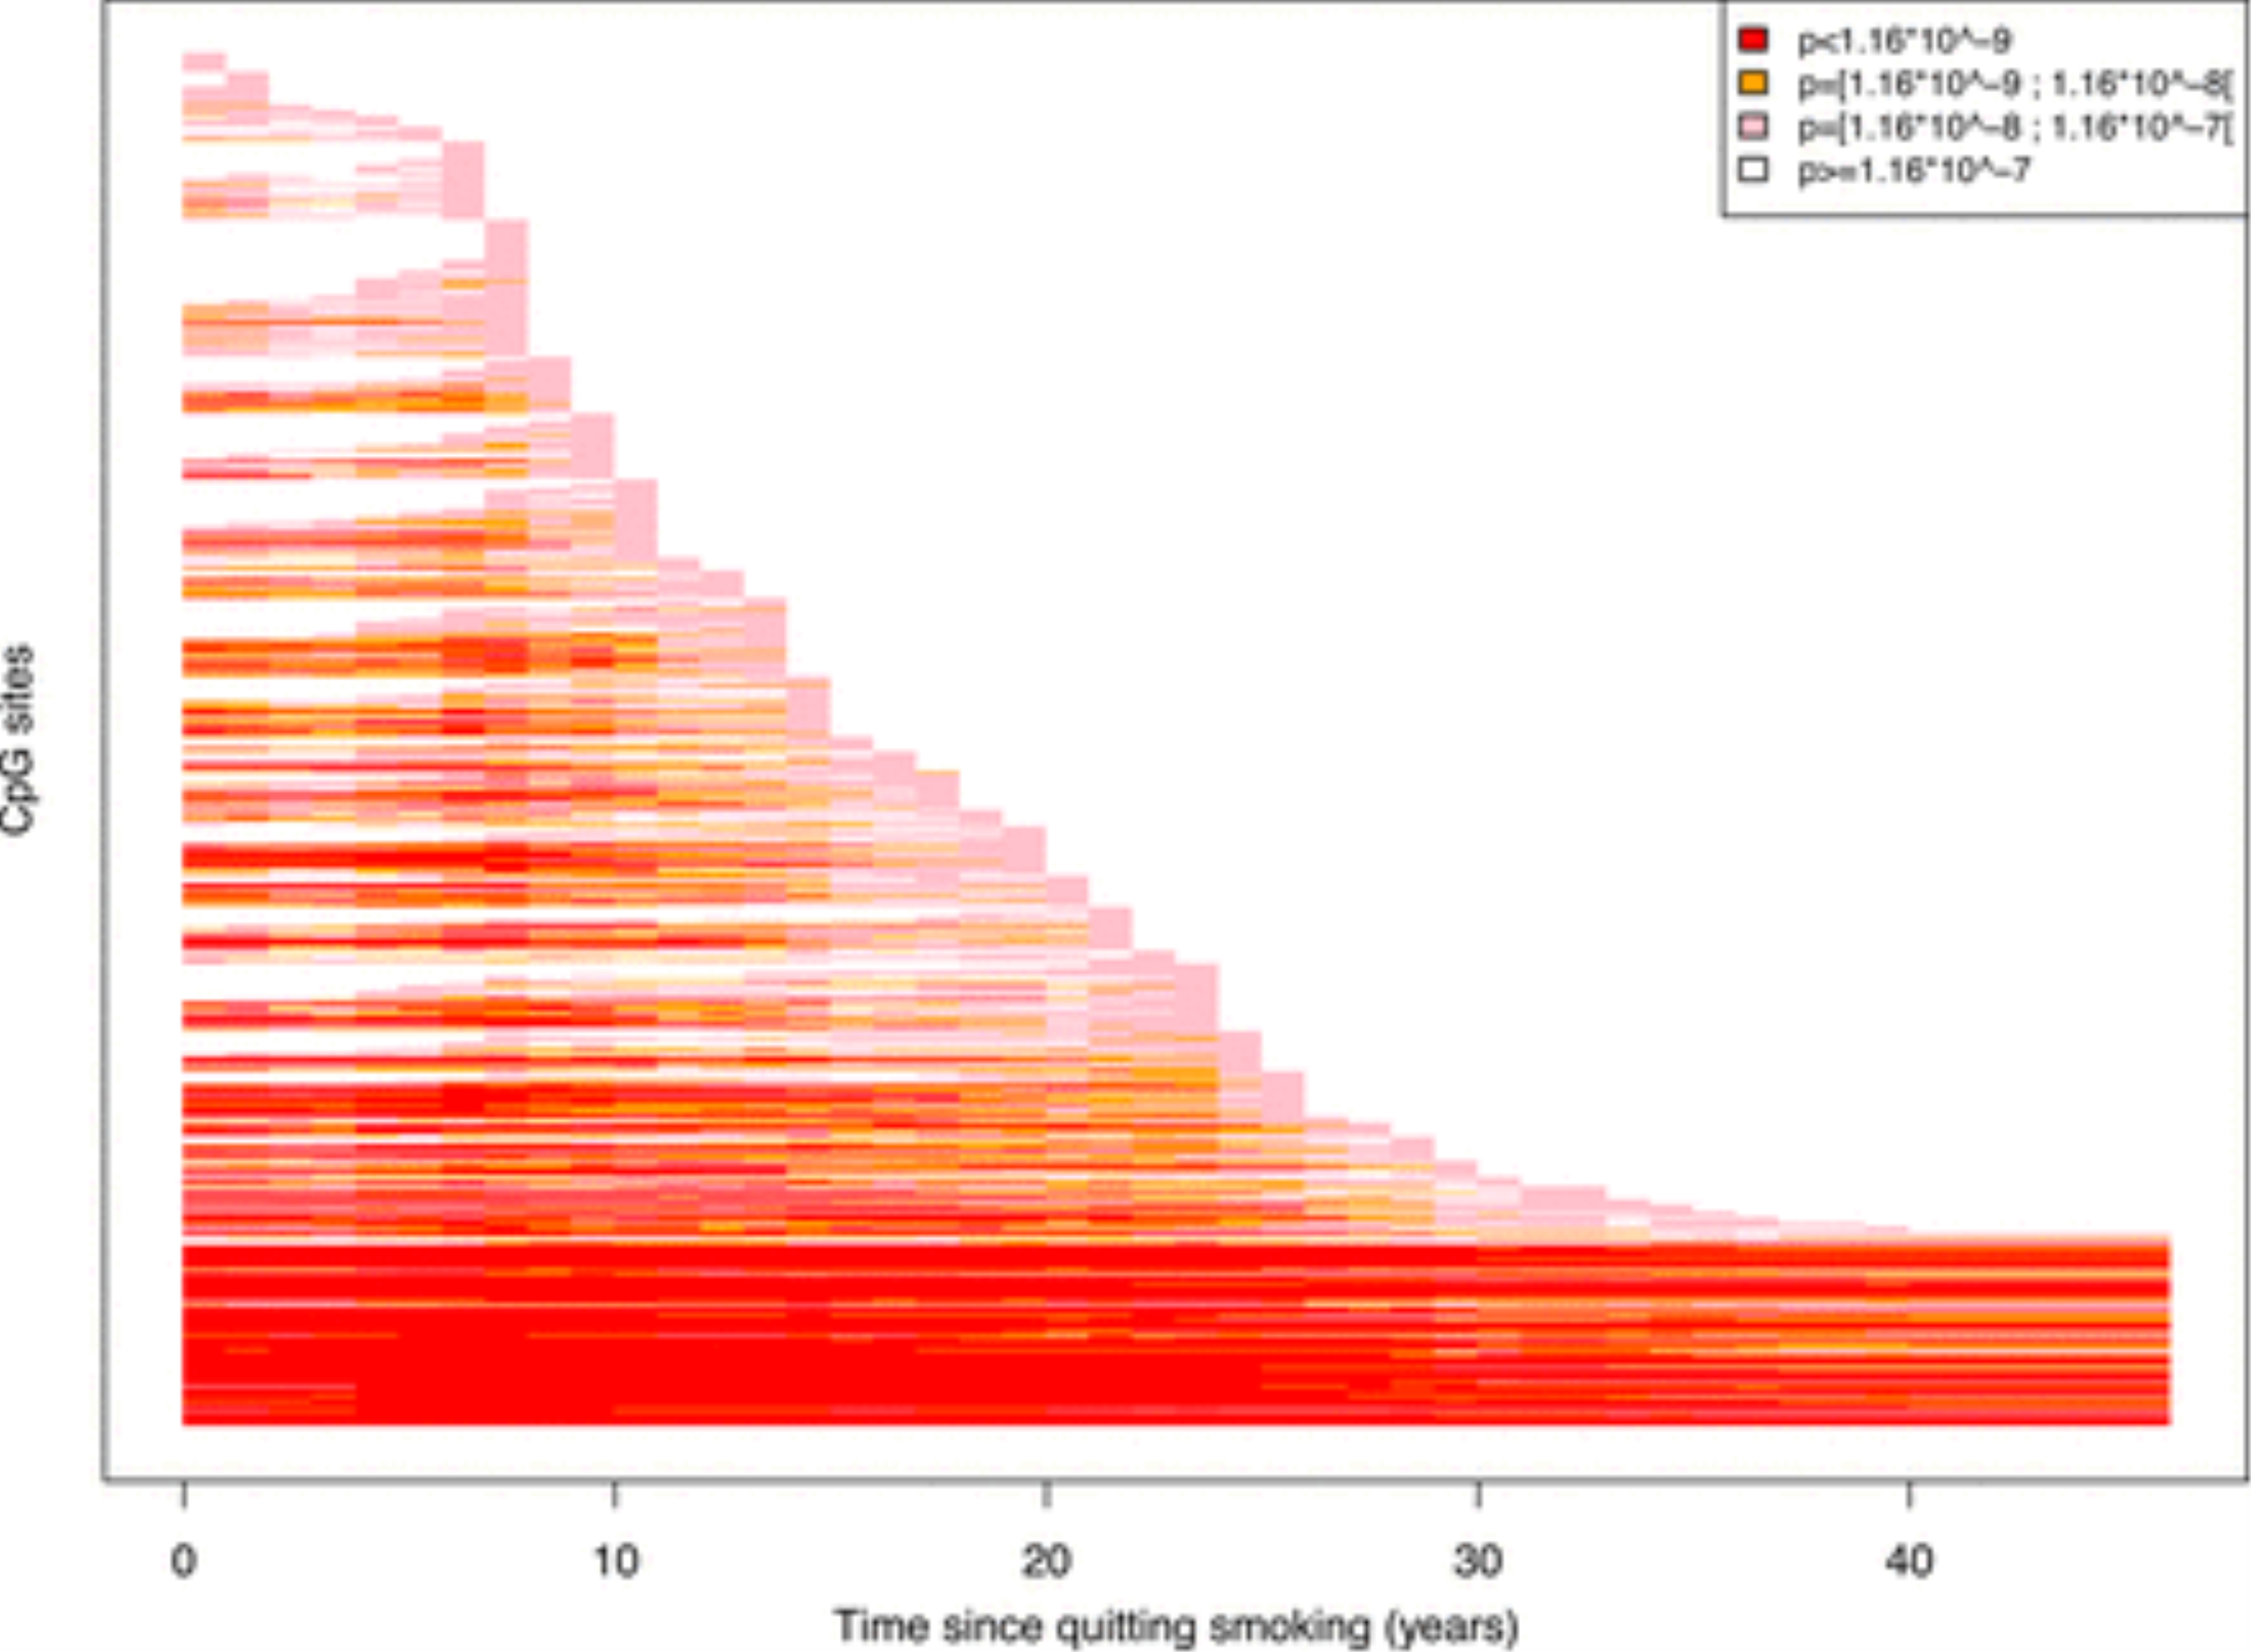 p<1.16*10^−9
p=[1.16*10^−9 ; 1.16*10^−8[
p=[1.16*10^−8 ; 1.16*10^−7[
p>=1.16*10^−7
CpG sites
0 10 20 30 40
Time since quitting smoking (years)